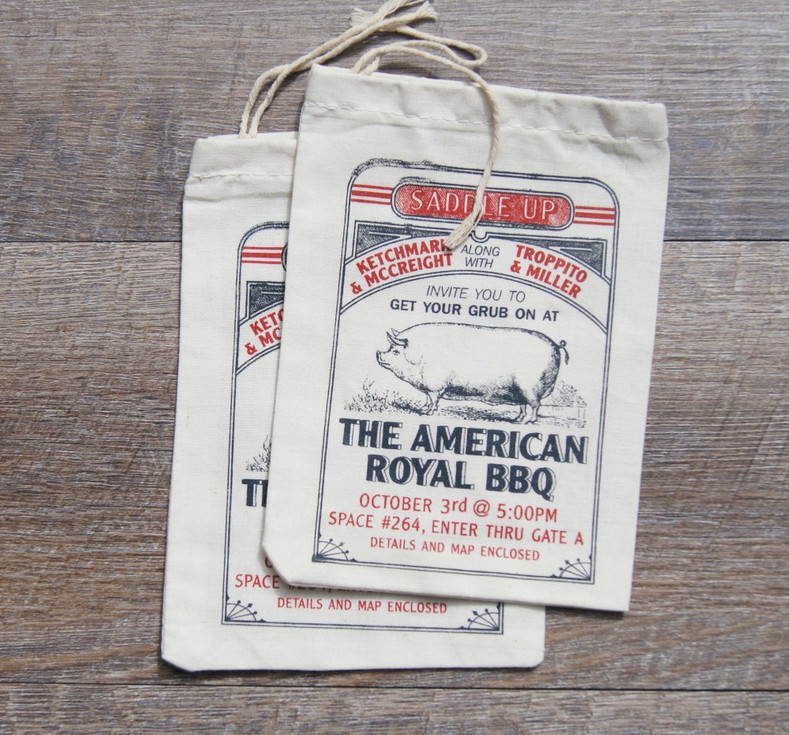 SADDLE UP
KETCHMARK & MCCREIGHT
ALONG WITH
TROPPITO & MILLER
INVITE YOU TO
GET YOUR GRUB ON AT
THE AMERICAN
ROYAL BBQ
OCTOBER 3rd @ 5:00PM
SPACE #264, ENTER THRU GATE A
DETAILS AND MAP ENCLOSED
SPACE
DETAILS AND MAP ENCLOSED